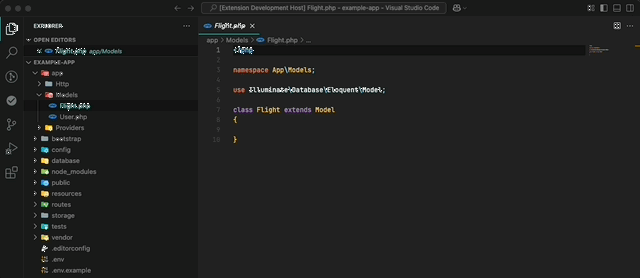 [Extension Development Host] Flight.php - example-app - Visual Studio Code
EXPLORER
OPEN EDITORS
Flight.php app/Models
EXAMPLE-APP
app
Http
Models
Flight.php
User.php
Providers
bootstrap
config
database
node_modules
public
resources
routes
storage
tests
vendor
.editorconfig
.env
.env.example
Flight.php ×
app > Models > Flight.php > ...
1
2
3 namespace App\Models;
4
5 use Illuminate\Database\Eloquent\Model;
6
7 class Flight extends Model
8 {
9
10 }